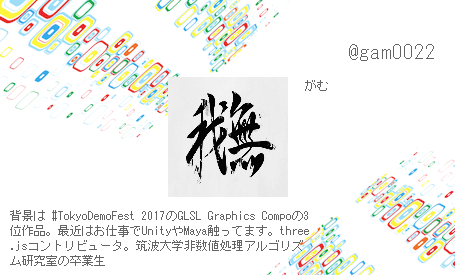 @gam0022
がむ
我無
背景は #TokyoDemoFest 2017のGLSL Graphics Compoの3
位作品。最近はお仕事でUnityやMaya触ってます。three
.jsコントリビュータ。筑波大学非数値処理アルゴリズ
ム研究室の卒業生